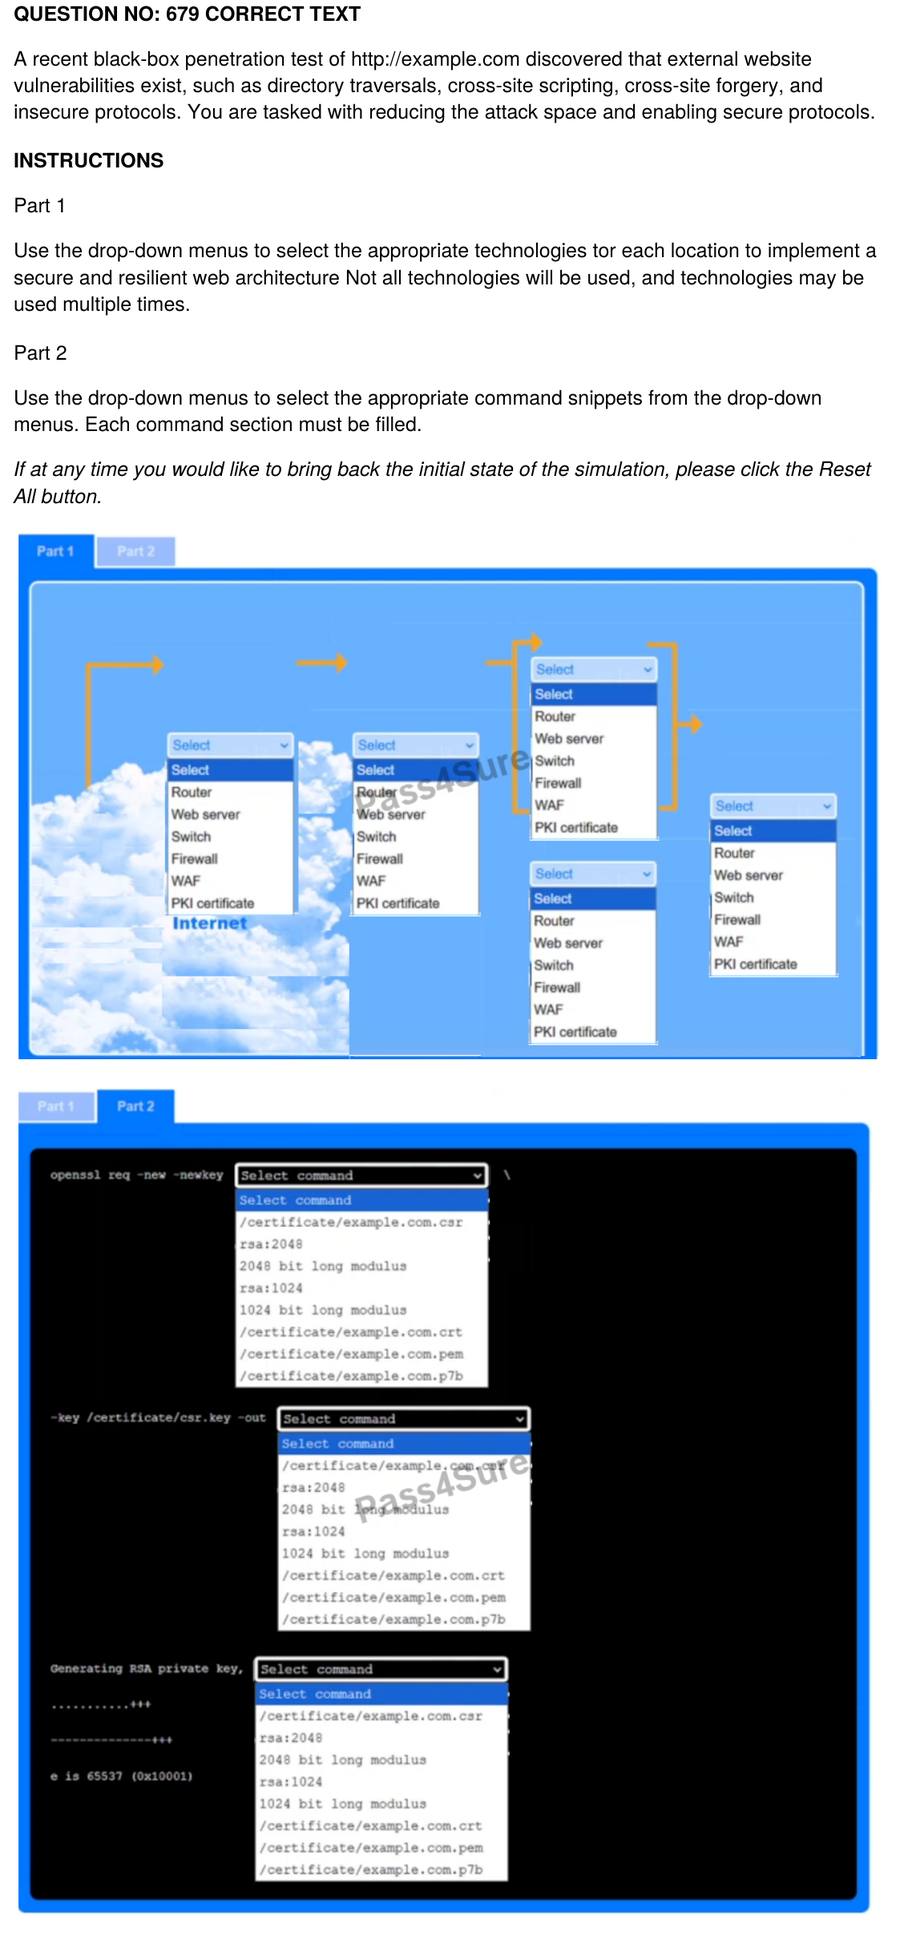 QUESTION NO: 679 CORRECT TEXT
A recent black-box penetration test of http://example.com discovered that external website
vulnerabilities exist, such as directory traversals, cross-site scripting, cross-site forgery, and
insecure protocols. You are tasked with reducing the attack space and enabling secure protocols.
INSTRUCTIONS
Part 1
Use the drop-down menus to select the appropriate technologies tor each location to implement a
secure and resilient web architecture Not all technologies will be used, and technologies may be
used multiple times.
Part 2
Use the drop-down menus to select the appropriate command snippets from the drop-down
menus. Each command section must be filled.
If at any time you would like to bring back the initial state of the simulation, please click the Reset
All button.
Part 1 Part 2
Select
Select
Router
Web server
Switch
Firewall
WAF
PKI certificate
Internet
Select
Select
Router
Web server
Switch
Firewall
WAF
PKI certificate
Select
Select
Router
Web server
Switch
Firewall
WAF
PKI certificate
Select
Select
Router
Web server
Switch
Firewall
WAF
PKI certificate
Select
Select
Router
Web server
Switch
Firewall
WAF
PKI certificate
Pass4Sure
Part 1 Part 2
openssl req -new -newkey Select command \
Select command
/certificate/example.com.csr
rsa:2048
2048 bit long modulus
rsa:1024
1024 bit long modulus
/certificate/example.com.crt
/certificate/example.com.pem
/certificate/example.com.p7b
-key /certificate/csr.key -out Select command
Select command
/certificate/example.com.csr
rsa:2048
2048 bit long modulus
rsa:1024
1024 bit long modulus
/certificate/example.com.crt
/certificate/example.com.pem
/certificate/example.com.p7b
Pass4Sure
Generating RSA private key, Select command
Select command
/certificate/example.com.csr
rsa:2048
2048 bit long modulus
rsa:1024
1024 bit long modulus
/certificate/example.com.crt
/certificate/example.com.pem
/certificate/example.com.p7b
...........+++
--------------+++
e is 65537 (0x10001)